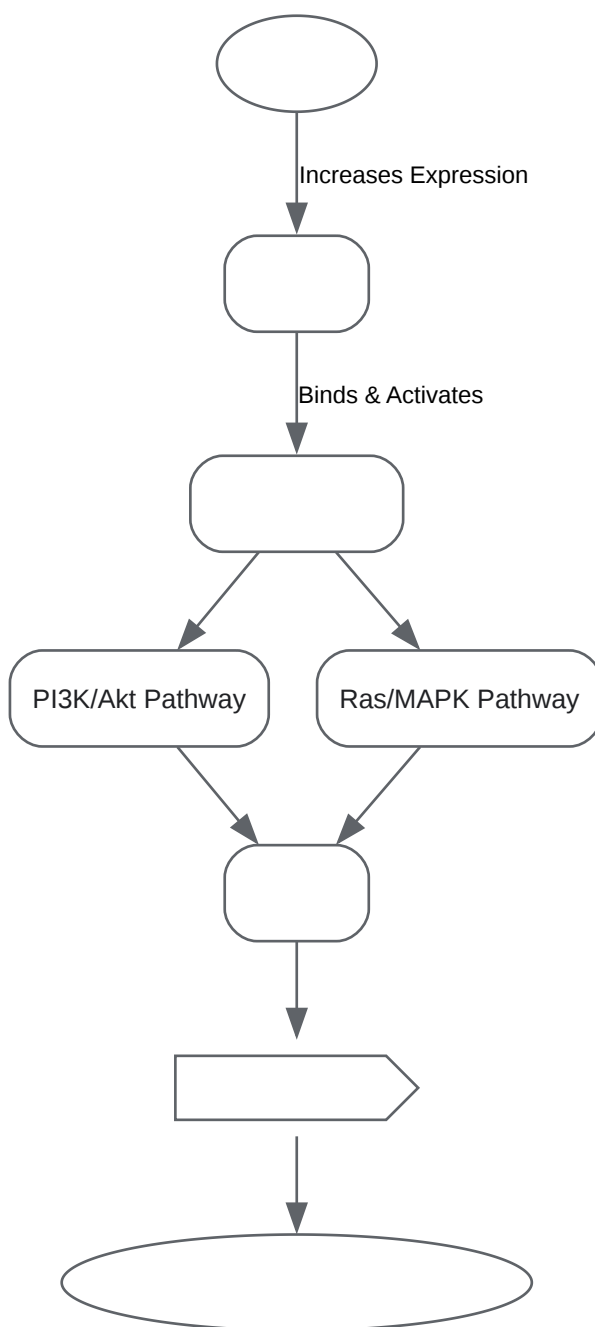 Increases Expression
Binds & Activates
PI3K/Akt Pathway
Ras/MAPK Pathway